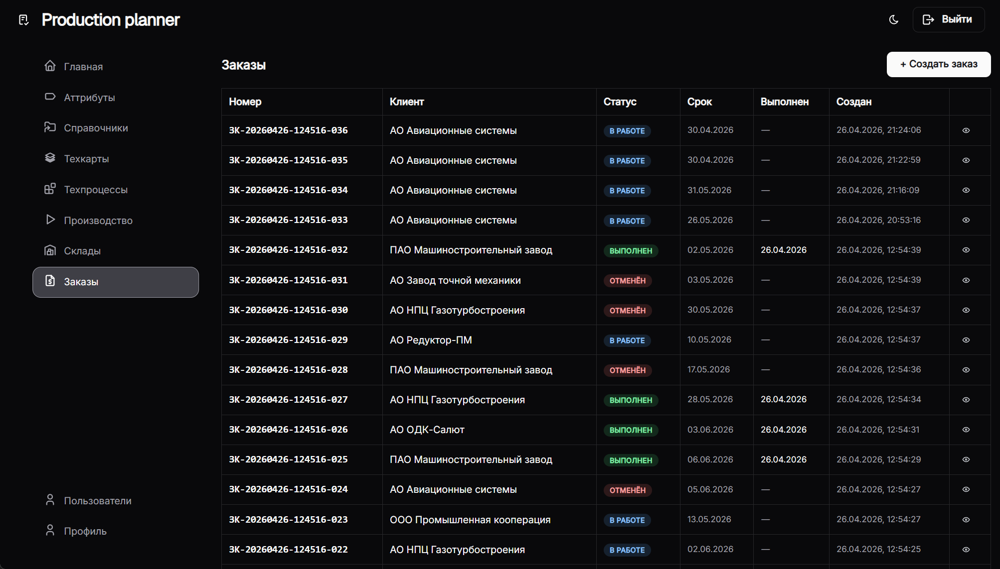 Production planner
Выйти
Главная
Аттрибуты
Справочники
Техкарты
Техпроцессы
Производство
Склады
Заказы
Пользователи
Профиль
Заказы
+ Создать заказ
Номер Клиент Статус Срок Выполнен Создан
ЗК-20260426-124516-036 АО Авиационные системы В РАБОТЕ 30.04.2026 — 26.04.2026, 21:24:06
ЗК-20260426-124516-035 АО Авиационные системы В РАБОТЕ 30.04.2026 — 26.04.2026, 21:22:59
ЗК-20260426-124516-034 АО Авиационные системы В РАБОТЕ 31.05.2026 — 26.04.2026, 21:16:09
ЗК-20260426-124516-033 АО Авиационные системы В РАБОТЕ 26.05.2026 — 26.04.2026, 20:53:16
ЗК-20260426-124516-032 ПАО Машиностроительный завод ВЫПОЛНЕН 02.05.2026 26.04.2026 26.04.2026, 12:54:39
ЗК-20260426-124516-031 АО Завод точной механики ОТМЕНЁН 03.05.2026 — 26.04.2026, 12:54:39
ЗК-20260426-124516-030 АО НПЦ Газотурбостроения ОТМЕНЁН 30.05.2026 — 26.04.2026, 12:54:37
ЗК-20260426-124516-029 АО Редуктор-ПМ В РАБОТЕ 10.05.2026 — 26.04.2026, 12:54:37
ЗК-20260426-124516-028 ПАО Машиностроительный завод ОТМЕНЁН 17.05.2026 — 26.04.2026, 12:54:36
ЗК-20260426-124516-027 АО НПЦ Газотурбостроения ВЫПОЛНЕН 28.05.2026 26.04.2026 26.04.2026, 12:54:34
ЗК-20260426-124516-026 АО ОДК-Салют ВЫПОЛНЕН 03.06.2026 26.04.2026 26.04.2026, 12:54:31
ЗК-20260426-124516-025 ПАО Машиностроительный завод ВЫПОЛНЕН 06.06.2026 26.04.2026 26.04.2026, 12:54:29
ЗК-20260426-124516-024 АО Авиационные системы ОТМЕНЁН 05.06.2026 — 26.04.2026, 12:54:27
ЗК-20260426-124516-023 ООО Промышленная кооперация В РАБОТЕ 13.05.2026 — 26.04.2026, 12:54:27
ЗК-20260426-124516-022 АО НПЦ Газотурбостроения В РАБОТЕ 02.06.2026 — 26.04.2026, 12:54:25